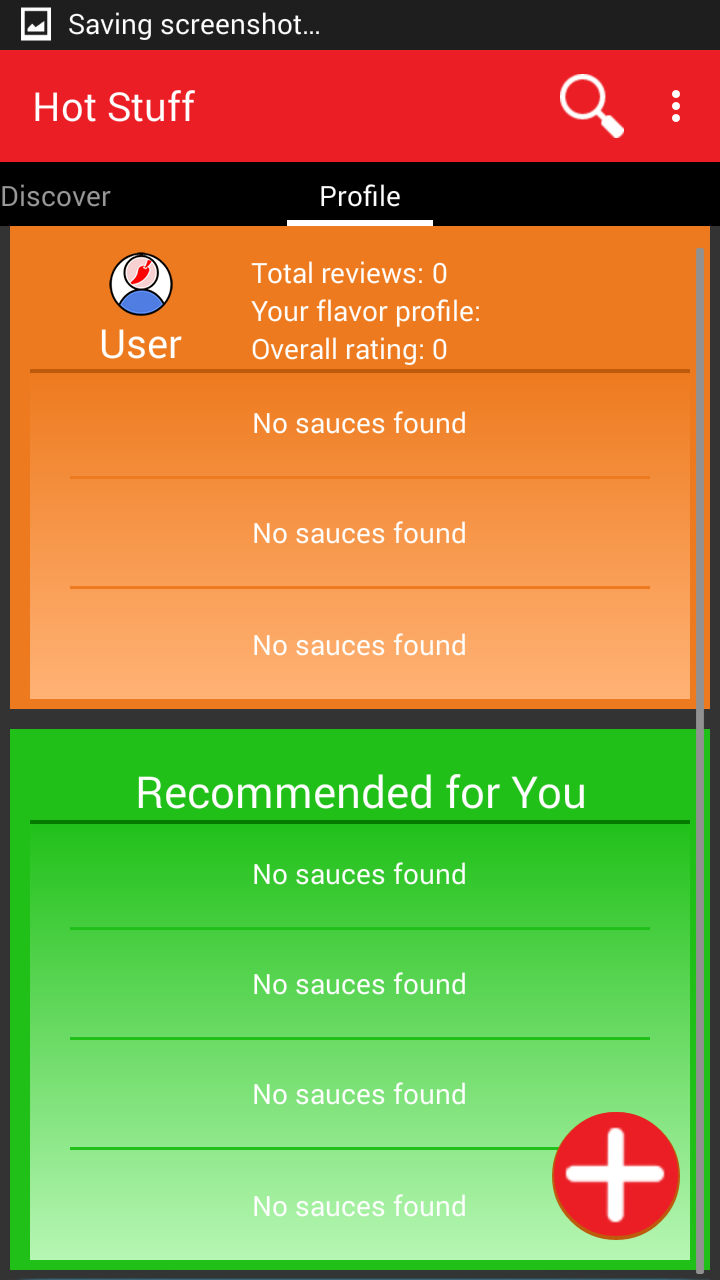 Saving screenshot...
Hot Stuff
Discover
Profile
Total reviews: 0
Your flavor profile:
User
Overall rating: 0
No sauces found
No sauces found
No sauces found
Recommended for You
No sauces found
No sauces found
No sauces found
No sauces found